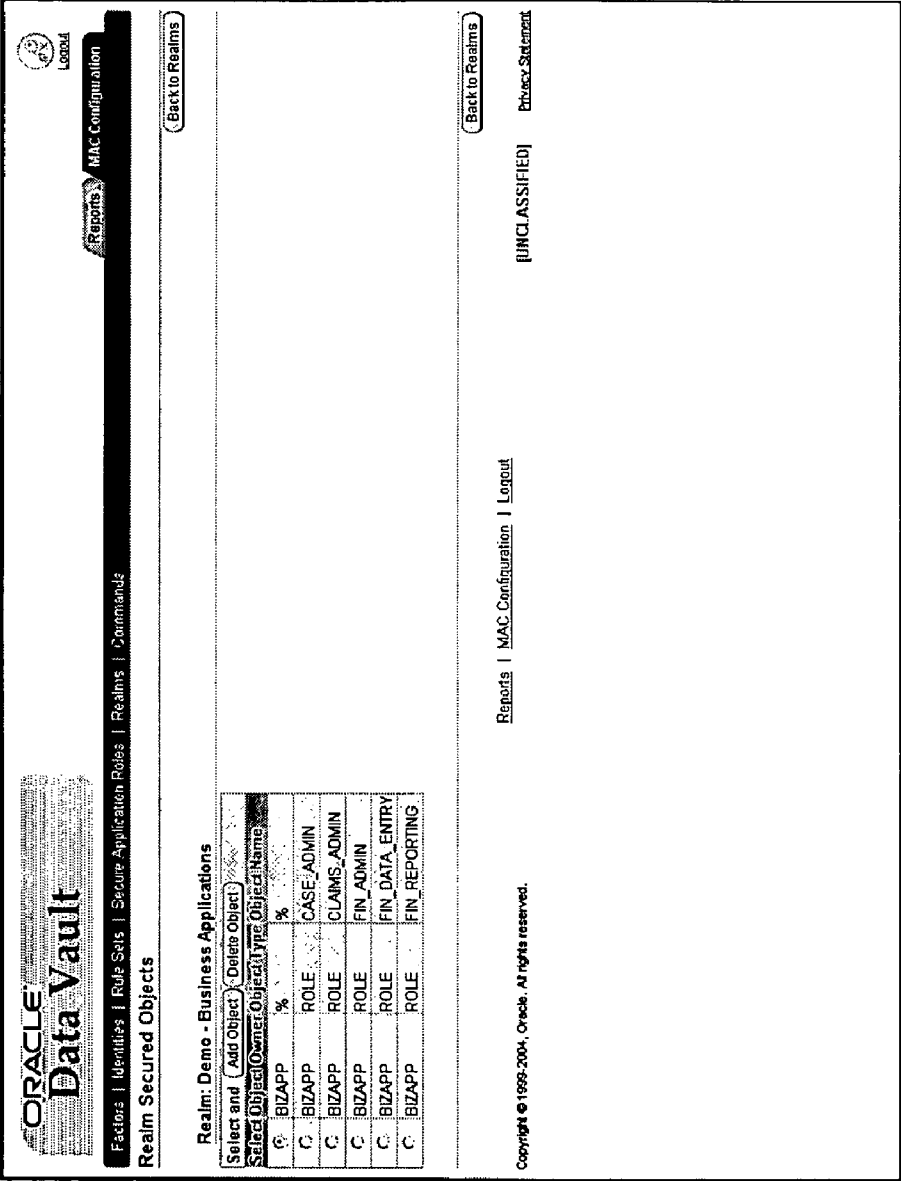 ORACLE
Data Vault
Logout
Reports MAC Configuration
Factors | Identities | Rule Sets | Secure Application Roles | Realms | Commands
Realm Secured Objects
Back to Realms
Realm: Demo - Business Applications
Select and Add Object Delete Object
Select Object Owner Object Type Object Name
BIZAPP % %
BIZAPP ROLE CASE_ADMIN
BIZAPP ROLE CLAIMS_ADMIN
BIZAPP ROLE FIN_ADMIN
BIZAPP ROLE FIN_DATA_ENTRY
BIZAPP ROLE FIN_REPORTING
Back to Realms
Reports | MAC Configuration | Logout
Copyright © 1999-2004, Oracle. All rights reserved.
[UNCLASSIFIED]
Privacy Statement